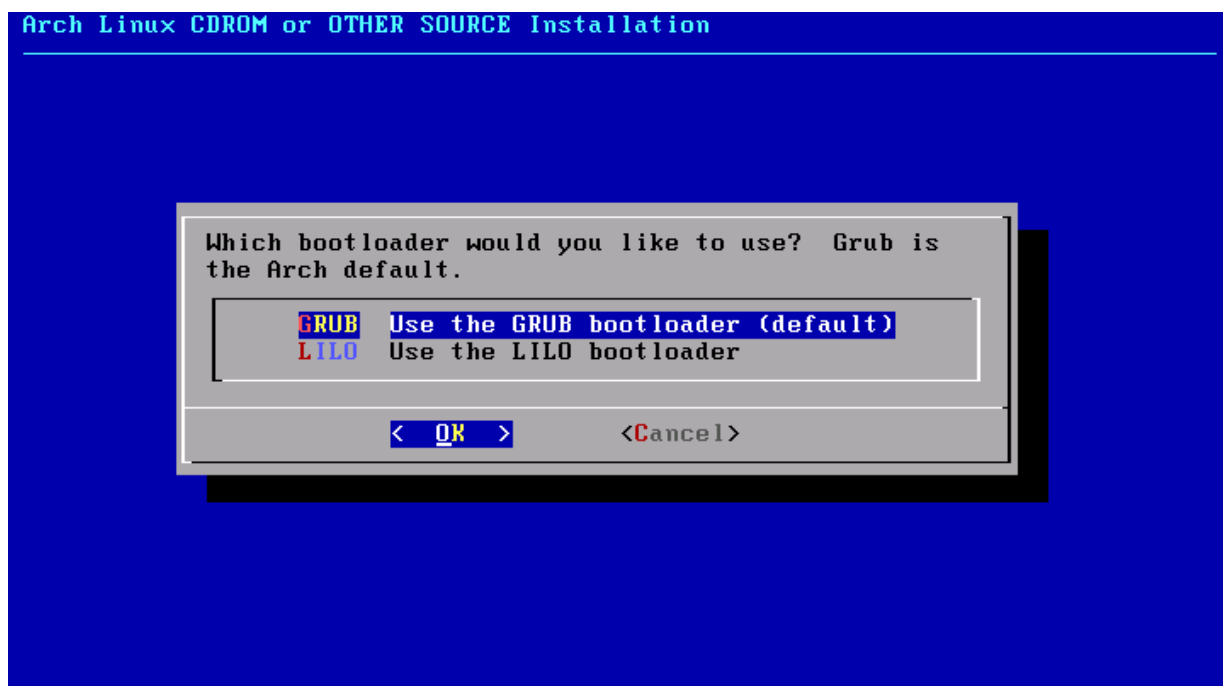 Arch Linux CDROM or OTHER SOURCE Installation
Which bootloader would you like to use?  Grub is
the Arch default.
GRUB  Use the GRUB bootloader (default)
LILO  Use the LILO bootloader
<  OK  >  <Cancel>